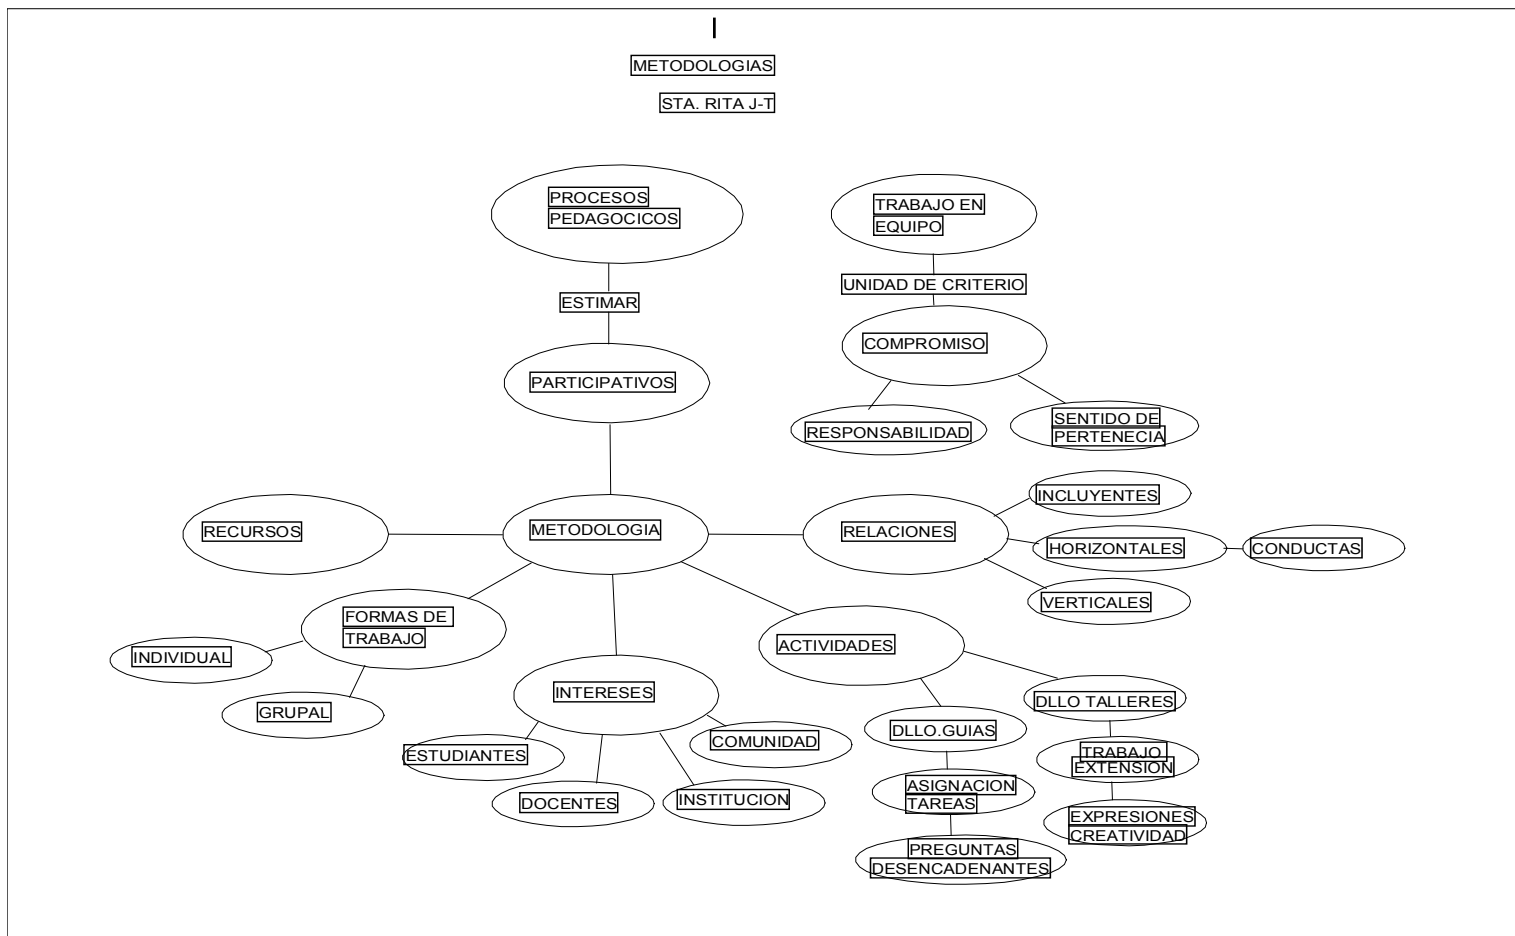 METODOLOGIAS
STA. RITA J-T
PROCESOS
PEDAGOCICOS
TRABAJO EN
EQUIPO
UNIDAD DE CRITERIO
ESTIMAR
COMPROMISO
PARTICIPATIVOS
RESPONSABILIDAD
SENTIDO DE
PERTENECIA
INCLUYENTES
RECURSOS
METODOLOGIA
RELACIONES
HORIZONTALES
CONDUCTAS
VERTICALES
FORMAS DE
TRABAJO
INDIVIDUAL
GRUPAL
ACTIVIDADES
INTERESES
DLLO TALLERES
DLLO.GUIAS
COMUNIDAD
ESTUDIANTES
TRABAJO
EXTENSION
DOCENTES
INSTITUCION
ASIGNACION
TAREAS
EXPRESIONES
CREATIVIDAD
PREGUNTAS
DESENCADENANTES